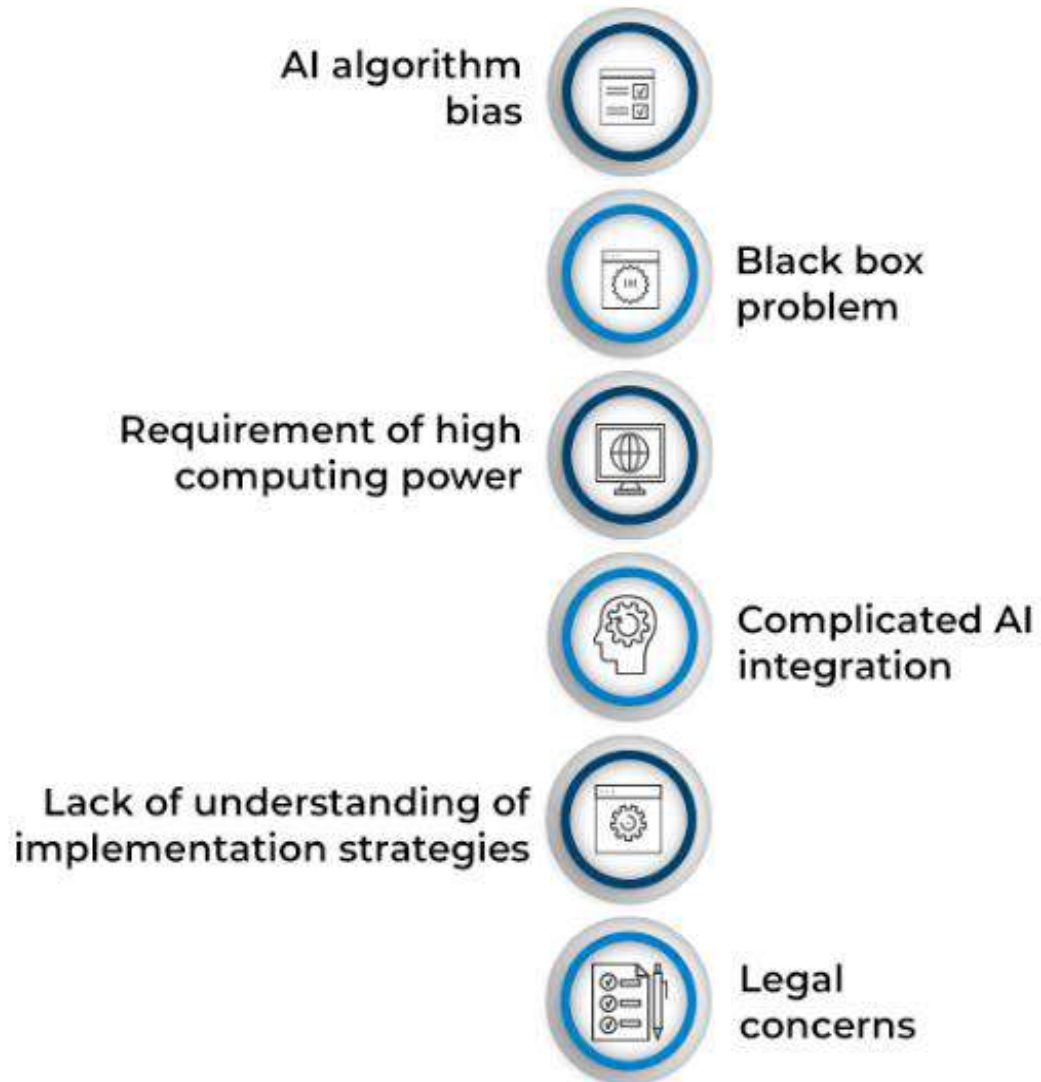 AI algorithm
bias
Black box
problem
Requirement of high
computing power
Complicated AI
integration
Lack of understanding of
implementation strategies
Legal
concerns